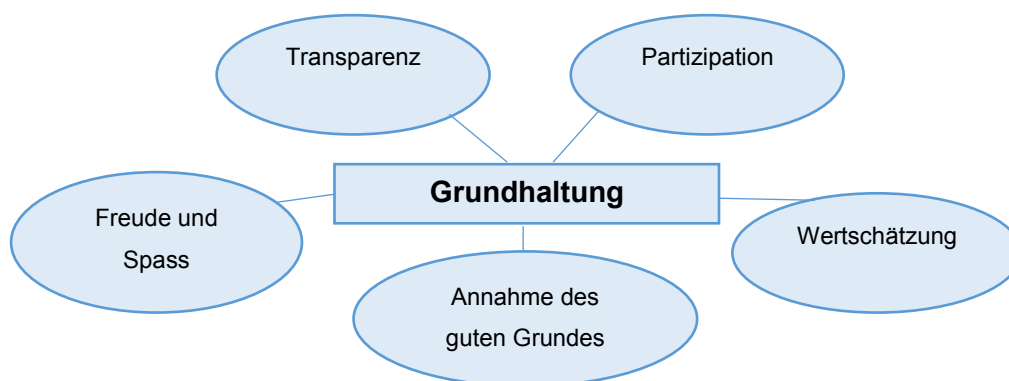 Transparenz
Partizipation
Grundhaltung
Freude und
Spass
Wertschätzung
Annahme des
guten Grundes